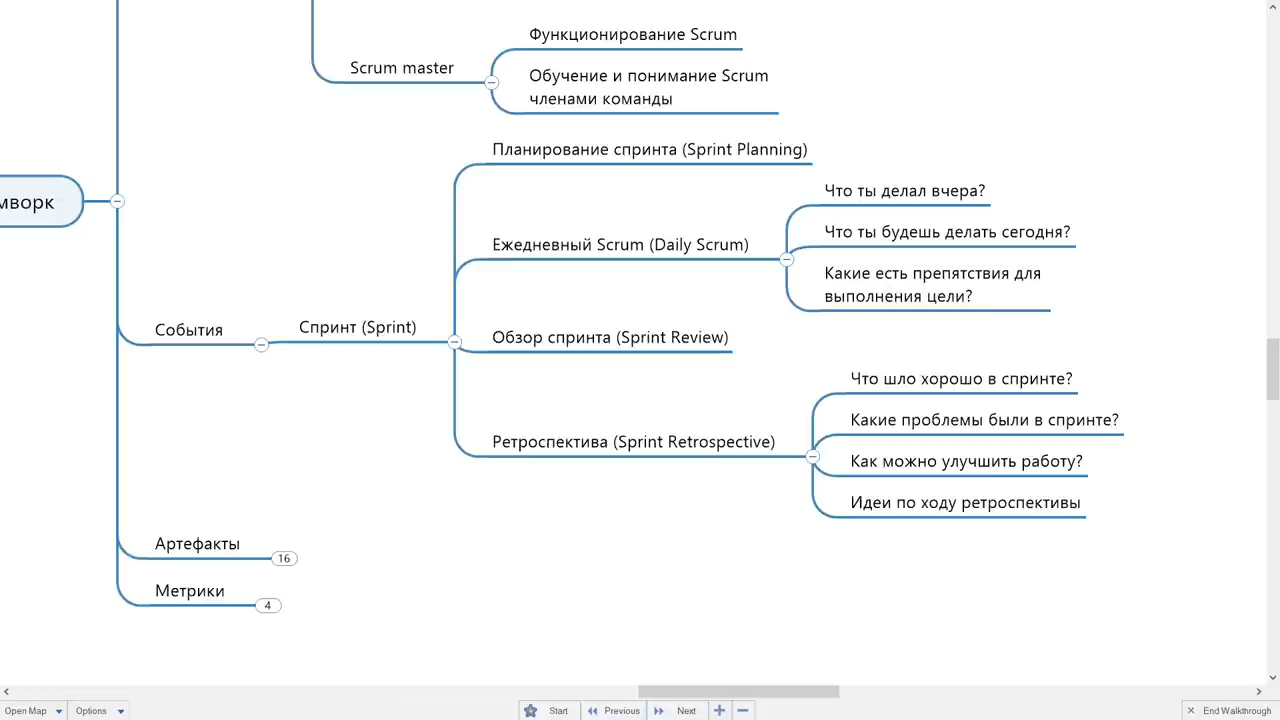 Функционирование Scrum
Scrum master
Обучение и понимание Scrum
членами команды
Планирование спринта (Sprint Planning)
Что ты делал вчера?
мворк
Что ты будешь делать сегодня?
Ежедневный Scrum (Daily Scrum)
Какие есть препятствия для
выполнения цели?
События
Спринт (Sprint)
Обзор спринта (Sprint Review)
Что шло хорошо в спринте?
Какие проблемы были в спринте?
Ретроспектива (Sprint Retrospective)
Как можно улучшить работу?
Идеи по ходу ретроспективы
Артефакты
16
Метрики
4
Open Map
Options
Start
Previous
Next
End Walkthrough